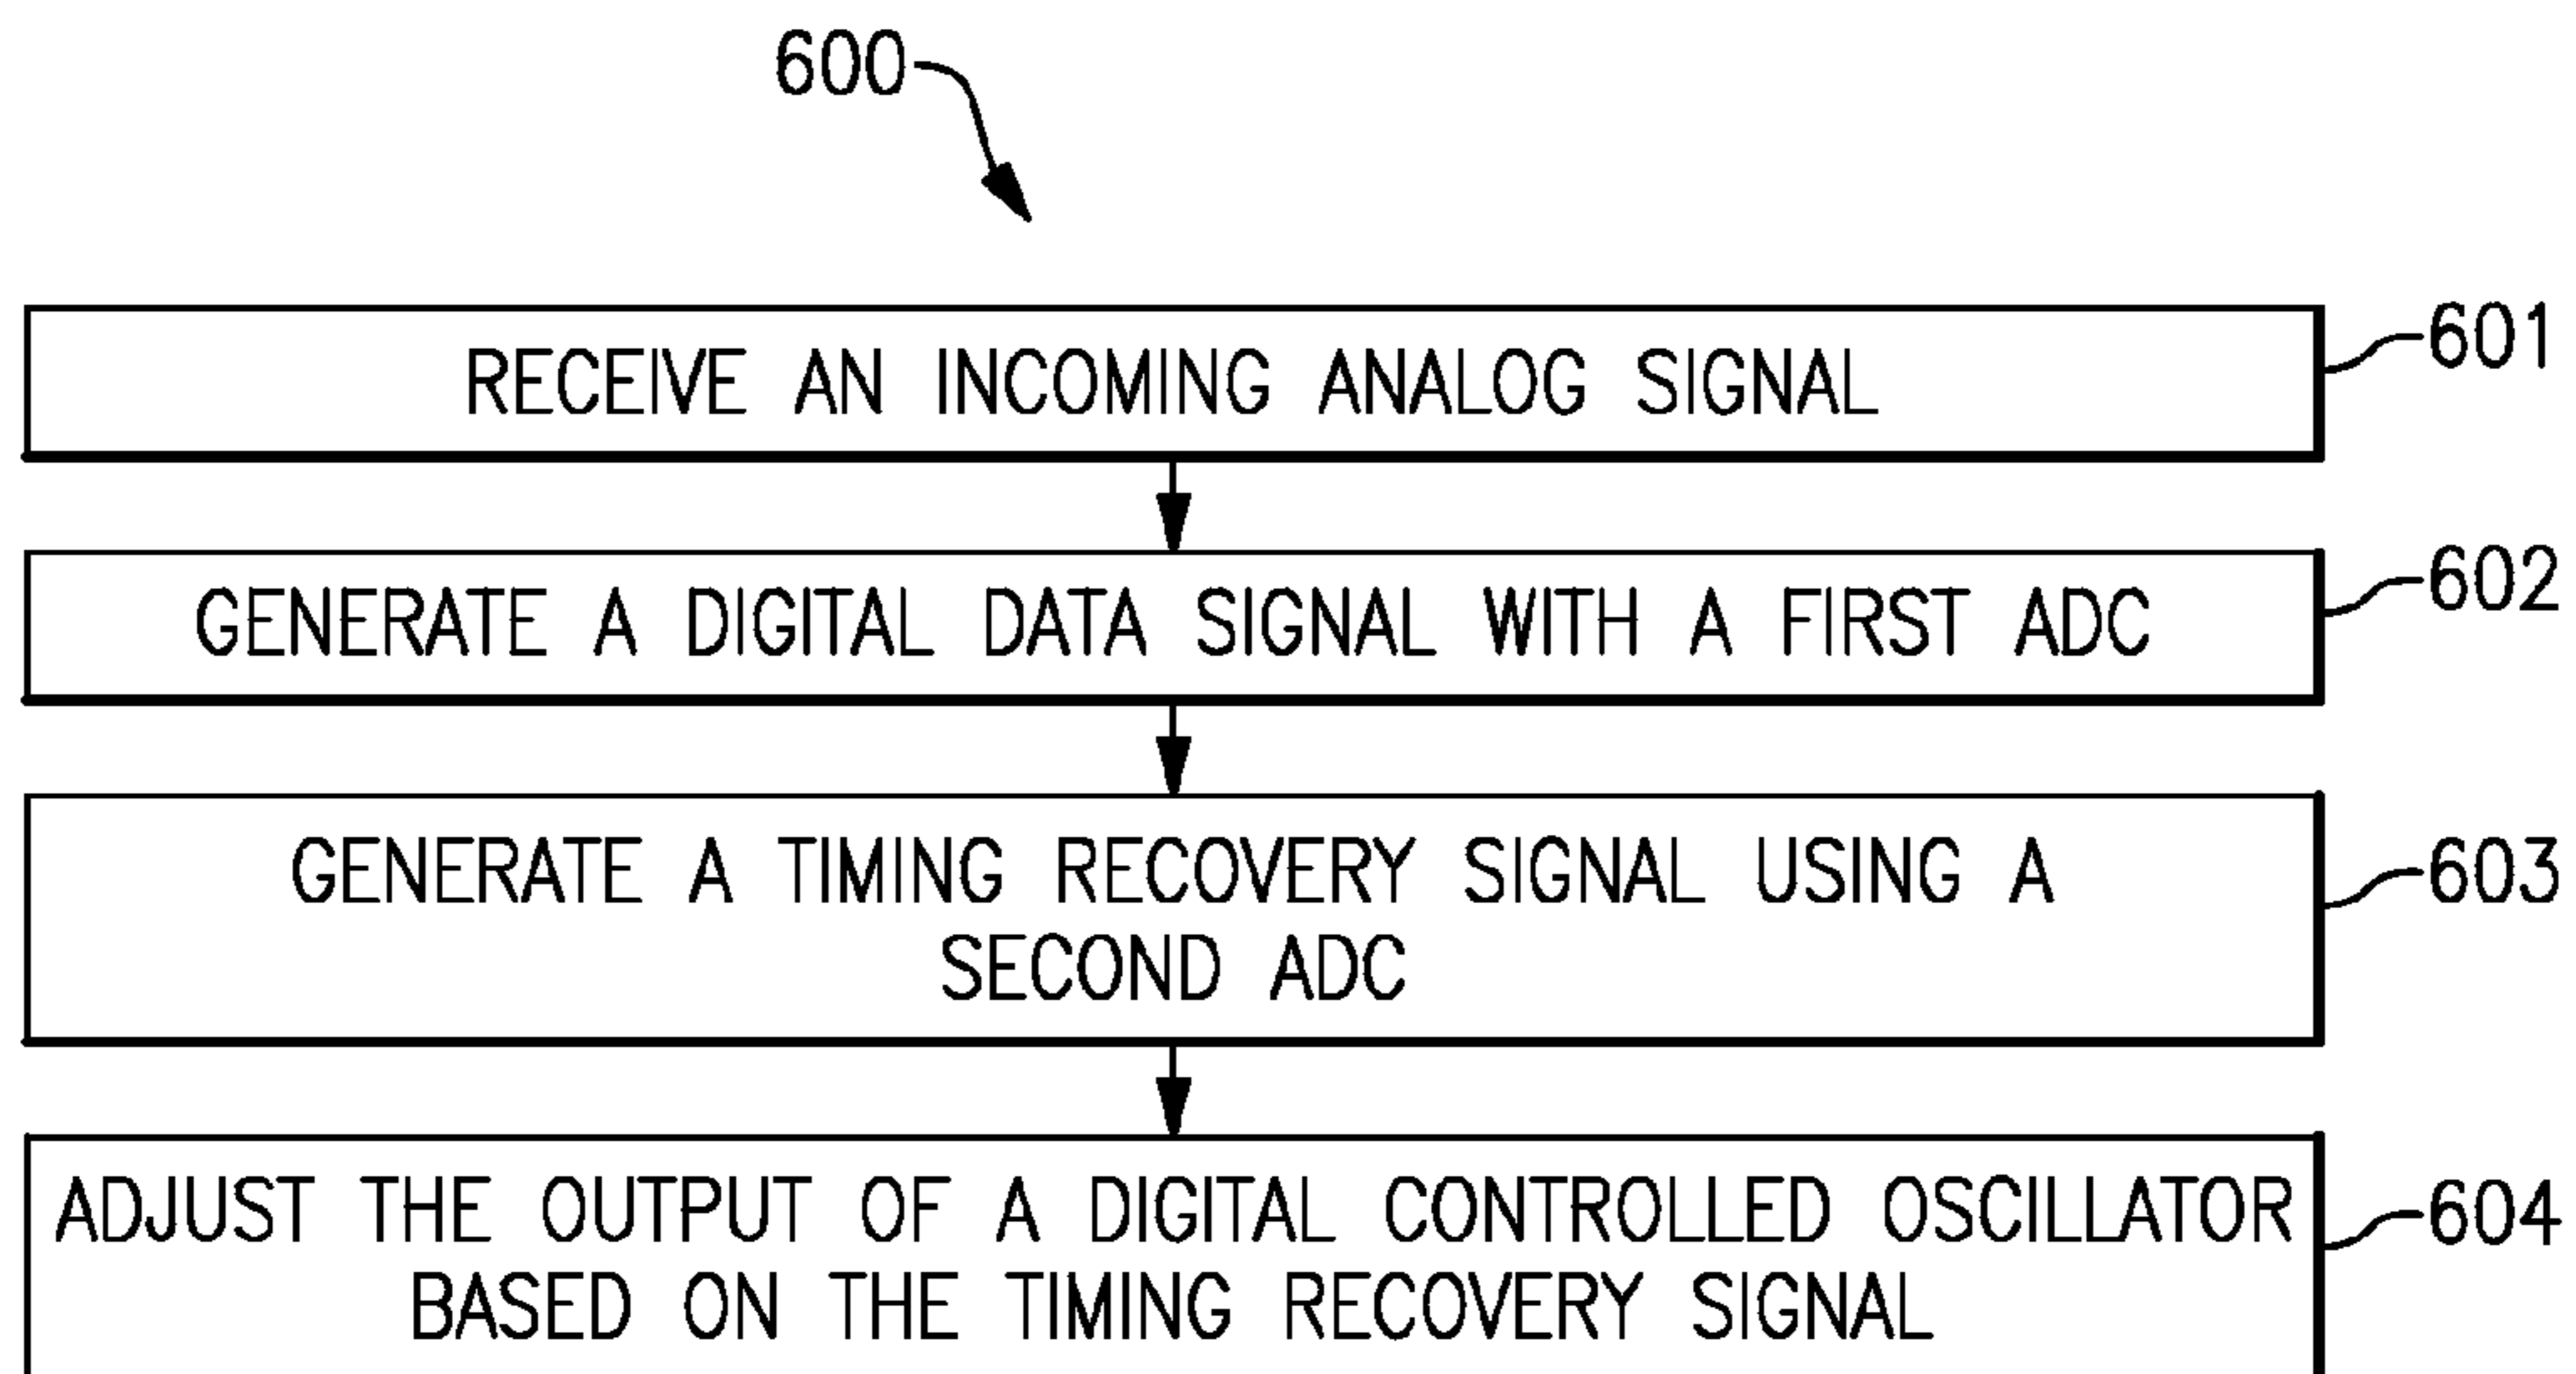 600
RECEIVE AN INCOMING ANALOG SIGNAL
601
GENERATE A DIGITAL DATA SIGNAL WITH A FIRST ADC
602
GENERATE A TIMING RECOVERY SIGNAL USING A
SECOND ADC
603
ADJUST THE OUTPUT OF A DIGITAL CONTROLLED OSCILLATOR
BASED ON THE TIMING RECOVERY SIGNAL
604